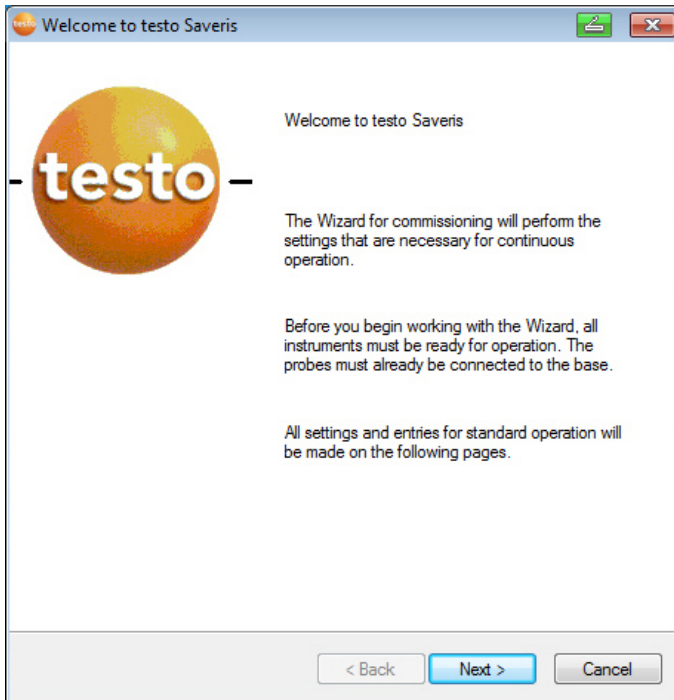 Welcome to testo Saveris
Welcome to testo Saveris
testo
The Wizard for commissioning will perform the
settings that are necessary for continuous
operation.
Before you begin working with the Wizard, all
instruments must be ready for operation. The
probes must already be connected to the base.
All settings and entries for standard operation will
be made on the following pages.
< Back
Next >
Cancel